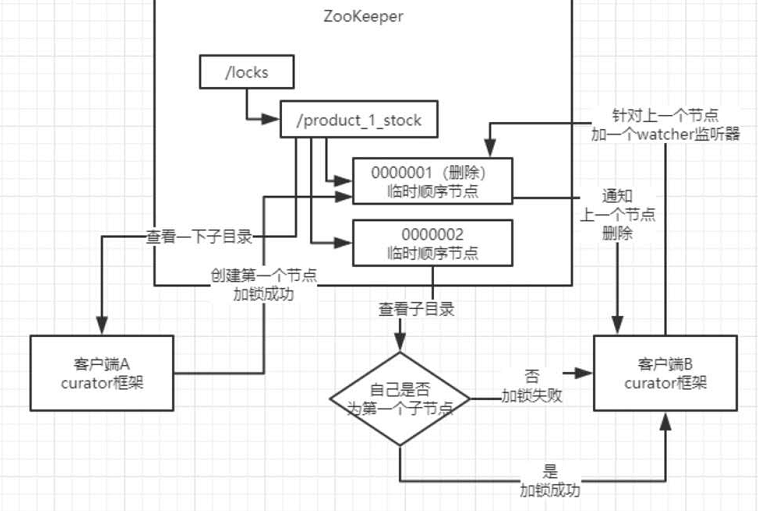 ZooKeeper
/locks
/product_1_stock
针对上一个节点
加一个watcher监听器
0000001（删除）
临时顺序节点
通知
上一个节点
删除
查看一下子目录
0000002
临时顺序节点
创建第一个节点
加锁成功
查看子目录
客户端A
curator框架
自己是否
为第一个子节点
否
加锁失败
客户端B
curator框架
是
加锁成功